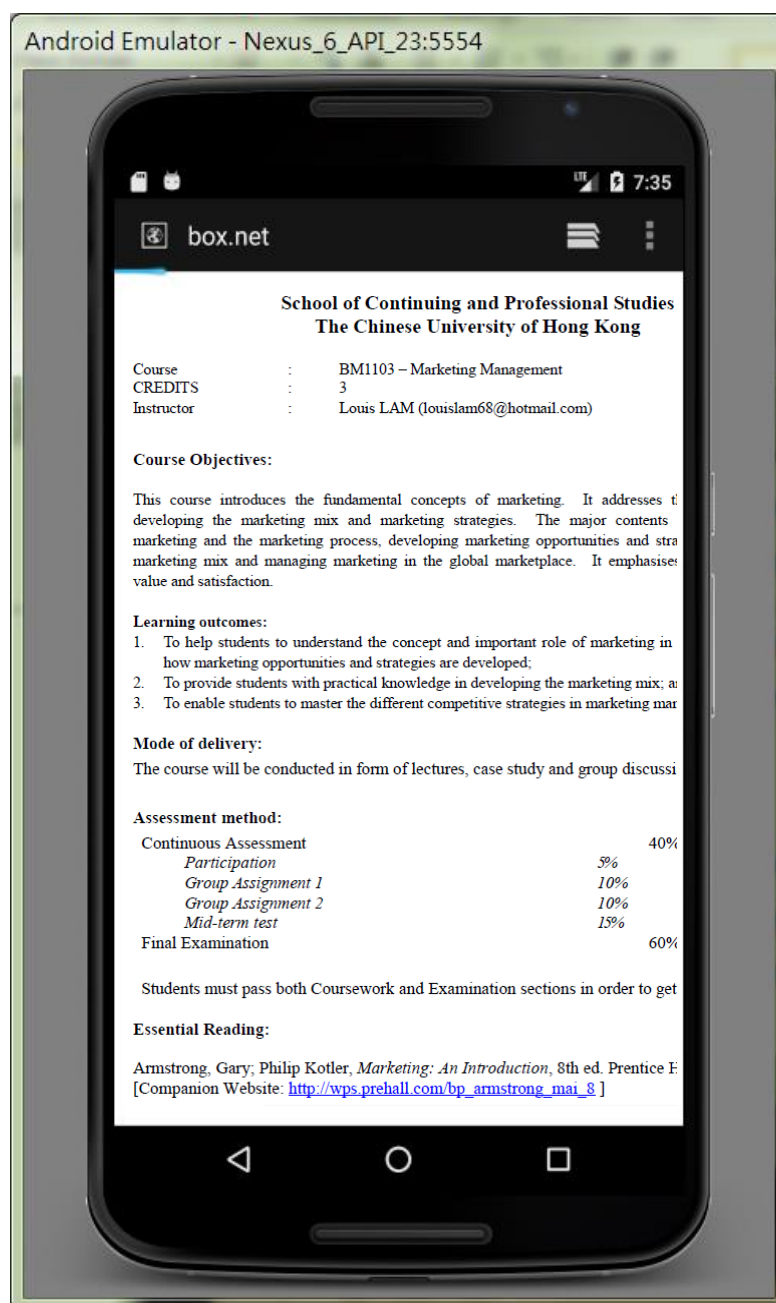 Android Emulator - Nexus_6_API_23:5554
LTE 7:35
box.net
School of Continuing and Professional Studies
The Chinese University of Hong Kong
Course : BM1103 – Marketing Management
CREDITS : 3
Instructor : Louis LAM (louislam68@hotmail.com)
Course Objectives:
This course introduces the fundamental concepts of marketing. It addresses
developing the marketing mix and marketing strategies. The major contents
marketing and the marketing process, developing marketing opportunities and
marketing mix and managing marketing in the global marketplace. It emphasises
value and satisfaction.
Learning outcomes:
1. To help students to understand the concept and important role of marketing in
how marketing opportunities and strategies are developed;
2. To provide students with practical knowledge in developing the marketing mix;
3. To enable students to master the different competitive strategies in marketing
Mode of delivery:
The course will be conducted in form of lectures, case study and group discussi
Assessment method:
Continuous Assessment 40%
Participation 5%
Group Assignment 1 10%
Group Assignment 2 10%
Mid-term test 15%
Final Examination 60%
Students must pass both Coursework and Examination sections in order to get
Essential Reading:
Armstrong, Gary; Philip Kotler, Marketing: An Introduction, 8th ed. Prentice
[Companion Website: http://wps.prehall.com/bp_armstrong_mai_8 ]